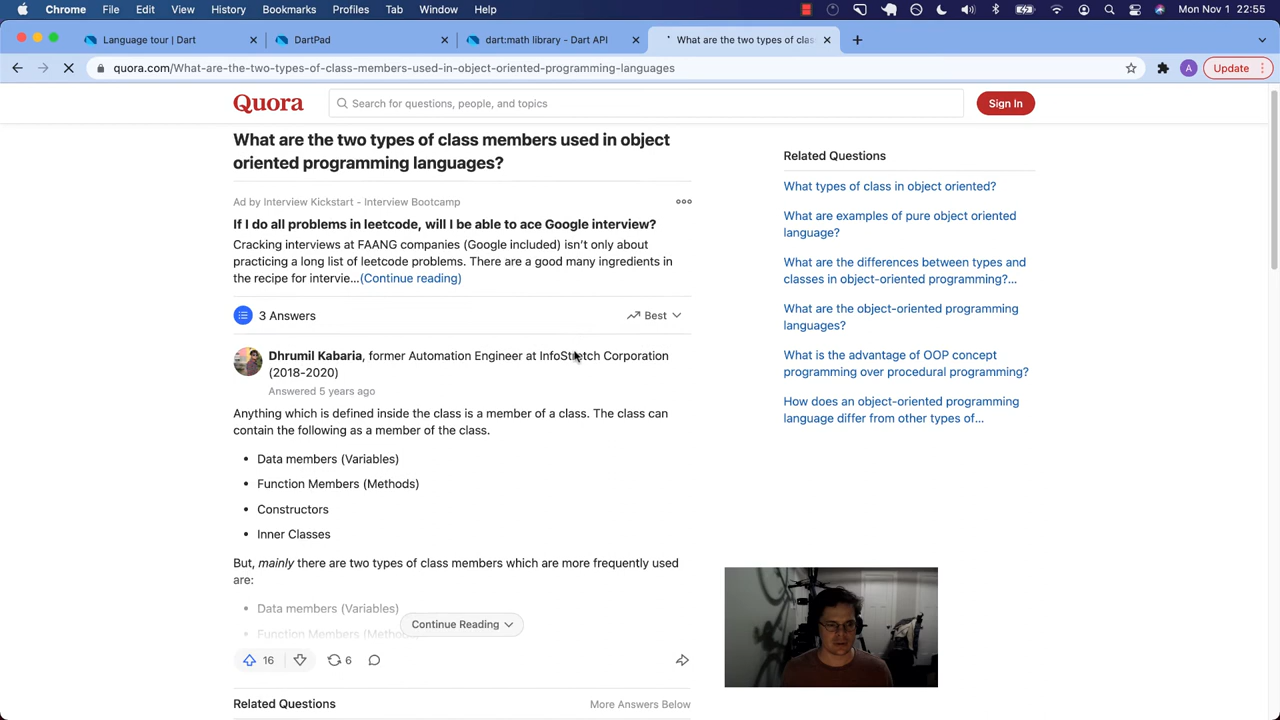 Chrome File Edit View History Bookmarks Profiles Tab Window Help Mon Nov 1 22:55
Language tour | Dart
DartPad
dart:math library - Dart API
What are the two types of clas
quora.com/What-are-the-two-types-of-class-members-used-in-object-oriented-programming-languages
A
Update
Quora
Search for questions, people, and topics
Sign In
What are the two types of class members used in object
oriented programming languages?
Ad by Interview Kickstart - Interview Bootcamp
If I do all problems in leetcode, will I be able to ace Google interview?
Cracking interviews at FAANG companies (Google included) isn't only about
practicing a long list of leetcode problems. There are a good many ingredients in
the recipe for intervie...(Continue reading)
3 Answers
Best
Dhrumil Kabaria, former Automation Engineer at InfoStretch Corporation
(2018-2020)
Answered 5 years ago
Anything which is defined inside the class is a member of a class. The class can
contain the following as a member of the class.
• Data members (Variables)
• Function Members (Methods)
• Constructors
• Inner Classes
But, mainly there are two types of class members which are more frequently used
are:
• Data members (Variables)
• Function Members (Metho
Continue Reading
16
6
Related Questions
More Answers Below
Related Questions
What types of class in object oriented?
What are examples of pure object oriented
language?
What are the differences between types and
classes in object-oriented programming?...
What are the object-oriented programming
languages?
What is the advantage of OOP concept
programming over procedural programming?
How does an object-oriented programming
language differ from other types of...